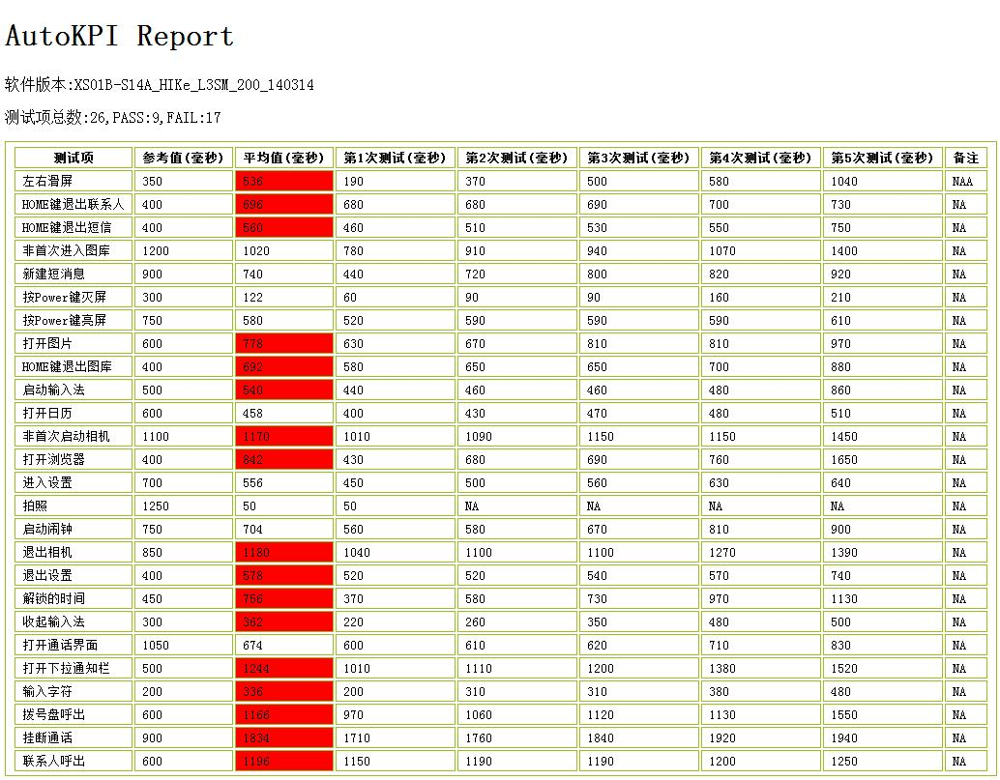 AutoKPI Report
软件版本:XS01B-S14A_HIKe_L3SM_200_140314
测试项总数:26,PASS:9,FAIL:17
测试项 参考值(毫秒) 平均值(毫秒) 第1次测试(毫秒) 第2次测试(毫秒) 第3次测试(毫秒) 第4次测试(毫秒) 第5次测试(毫秒) 备注
左右滑屏 350 536 190 370 500 580 1040 NAA
HOME键退出联系人 400 696 680 680 690 700 730 NA
HOME键退出短信 400 560 460 510 530 550 750 NA
非首次进入图库 1200 1020 780 910 940 1070 1400 NA
新建短消息 900 740 440 720 800 820 920 NA
按Power键灭屏 300 122 60 90 90 160 210 NA
按Power键亮屏 750 580 520 590 590 590 610 NA
打开图片 600 778 630 670 810 810 970 NA
HOME键退出图库 400 692 580 650 650 700 880 NA
启动输入法 500 540 440 460 460 480 860 NA
打开日历 600 458 400 430 470 480 510 NA
非首次启动相机 1100 1170 1010 1090 1150 1150 1450 NA
打开浏览器 400 842 430 680 690 760 1650 NA
进入设置 700 556 450 500 560 630 640 NA
拍照 1250 50 50 NA NA NA NA NA
启动闹钟 750 704 560 580 670 810 900 NA
退出相机 850 1180 1040 1100 1100 1270 1390 NA
退出设置 400 578 520 520 540 570 740 NA
解锁的时间 450 756 370 580 730 970 1130 NA
收起输入法 300 362 220 260 350 480 500 NA
打开通话界面 1050 674 600 610 620 710 830 NA
打开下拉通知栏 500 1244 1010 1110 1200 1380 1520 NA
输入字符 200 336 200 310 310 380 480 NA
拨号盘呼出 600 1166 970 1060 1120 1130 1550 NA
挂断通话 900 1834 1710 1760 1840 1920 1940 NA
联系人呼出 600 1196 1150 1190 1190 1200 1250 NA